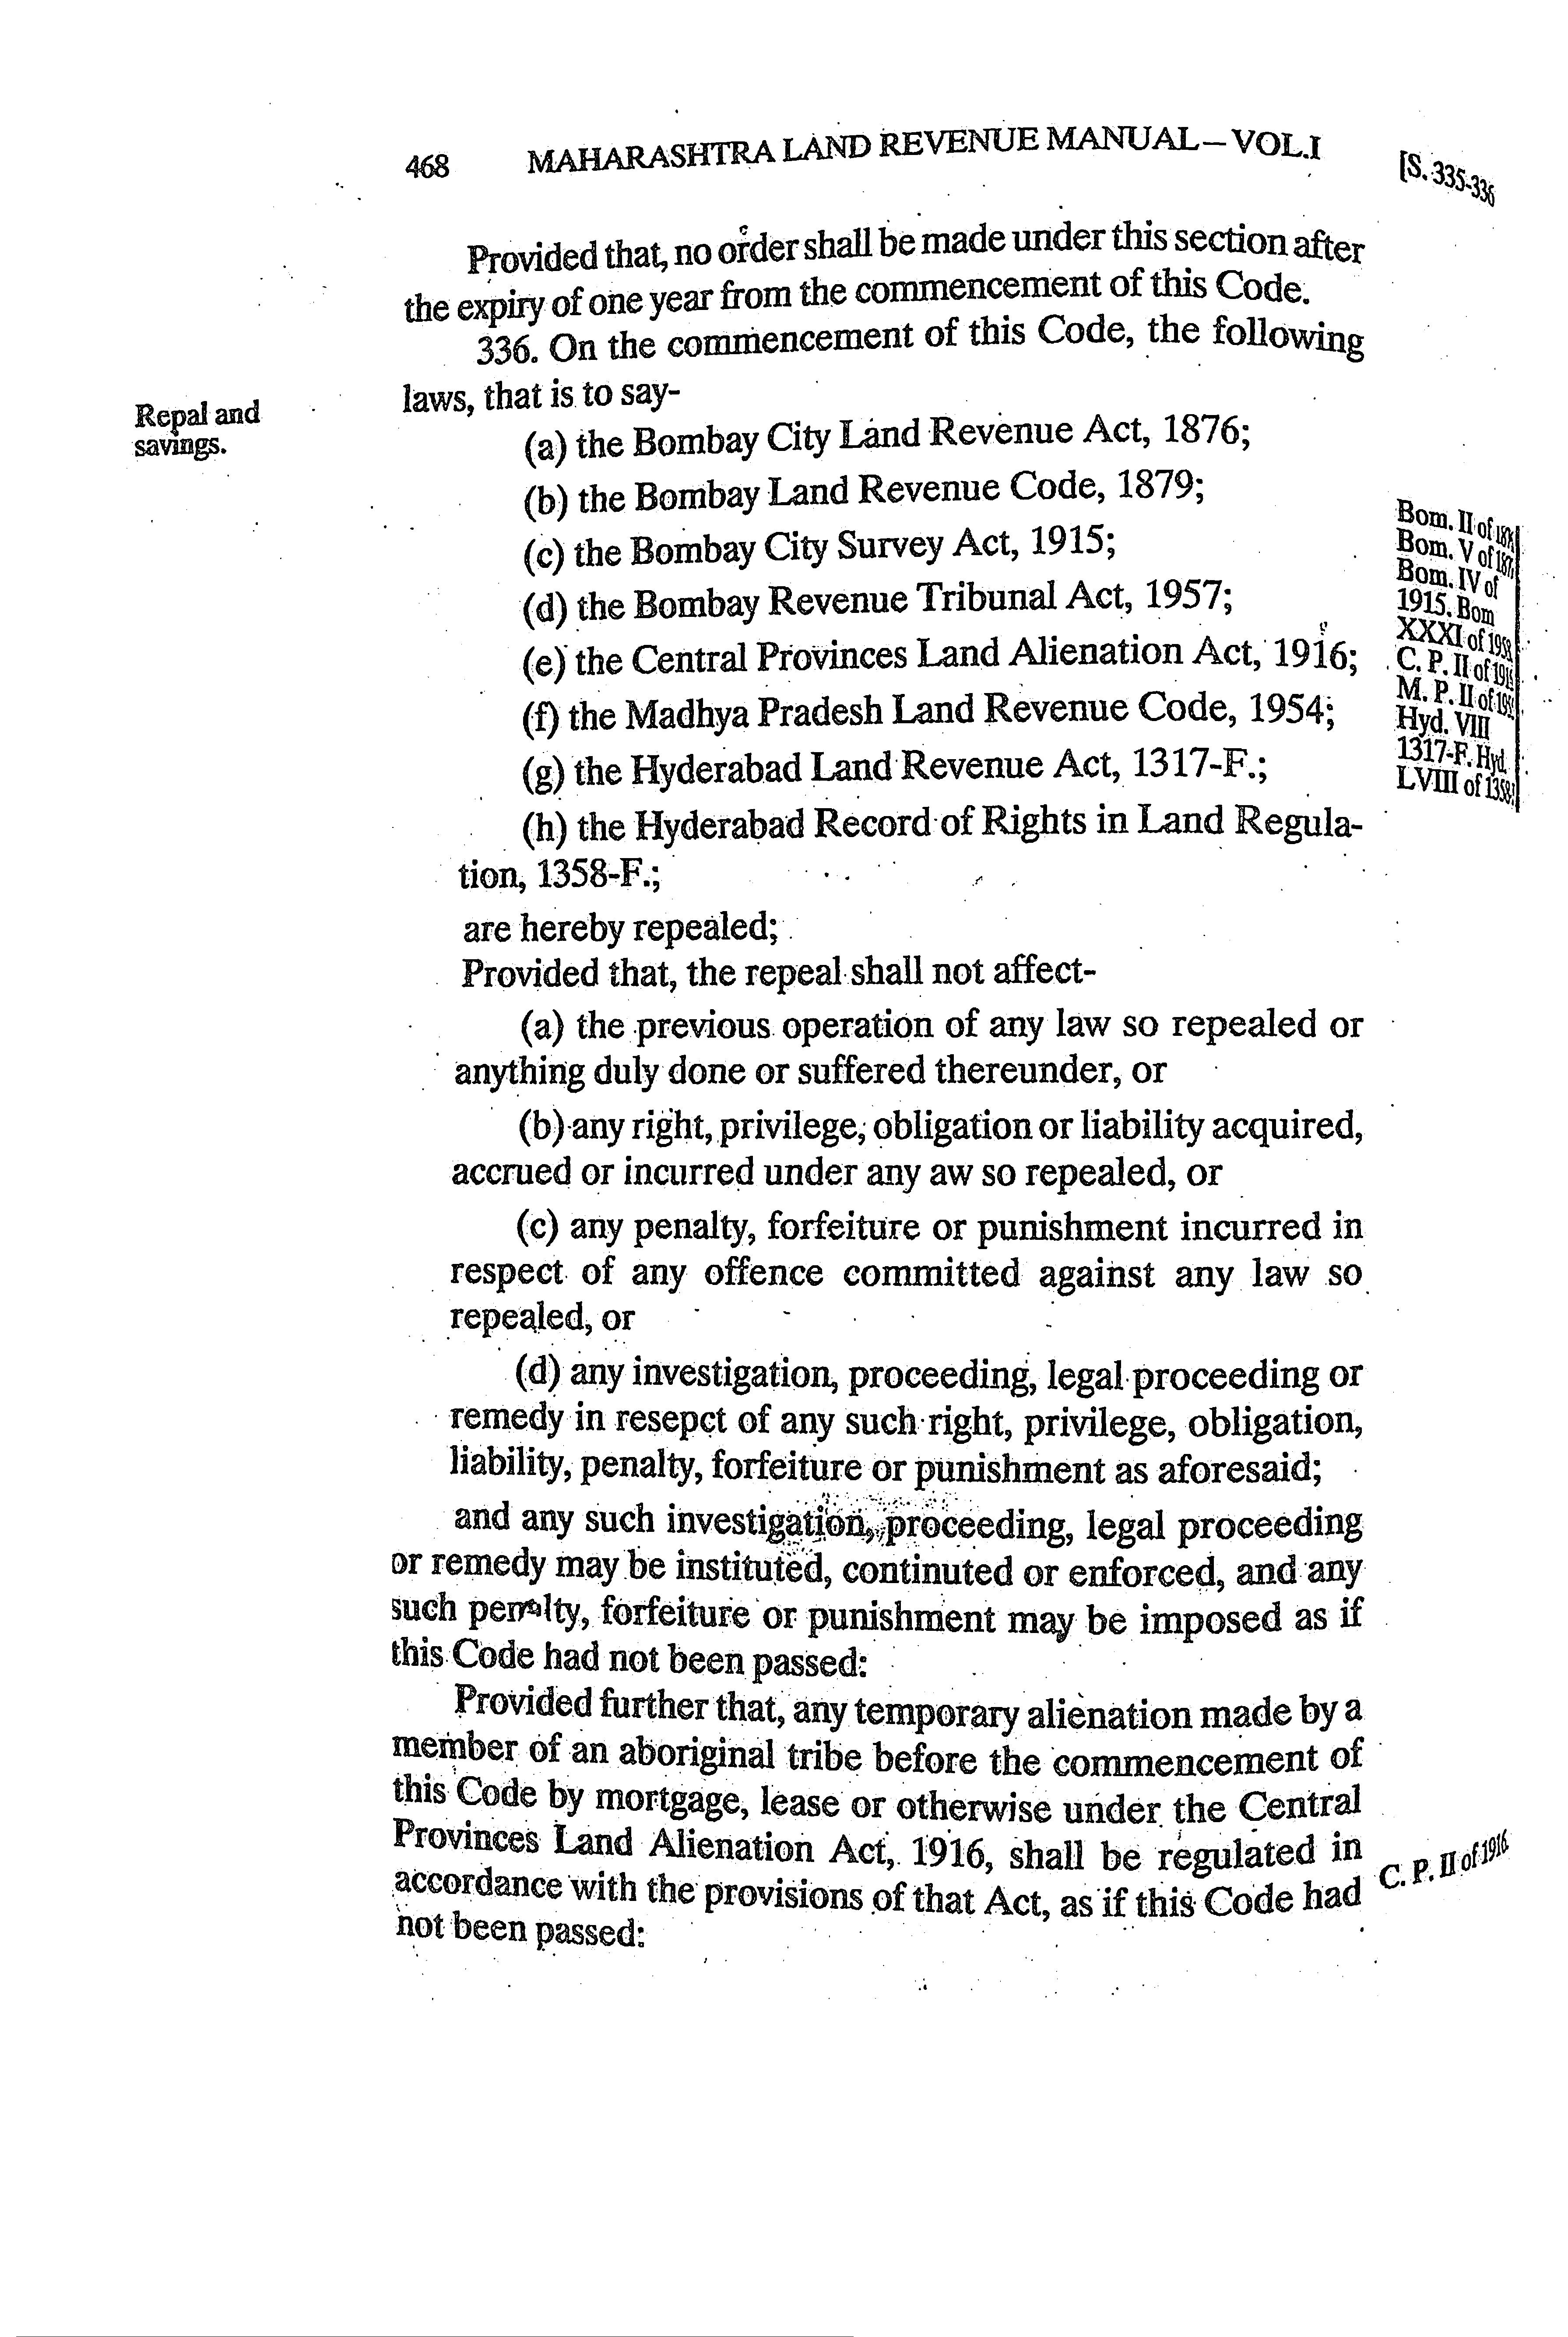 468 MAHARASHTRA LAND REVENUE MANUAL–VOL.I [S. 335-336
Provided that, no order shall be made under this section after
the expiry of one year from the commencement of this Code.
336. On the commencement of this Code, the following
laws, that is to say-
Repal and
savings.
(a) the Bombay City Land Revenue Act, 1876;
(b) the Bombay Land Revenue Code, 1879;
(c) the Bombay City Survey Act, 1915;
(d) the Bombay Revenue Tribunal Act, 1957;
(e) the Central Provinces Land Alienation Act, 1916;
(f) the Madhya Pradesh Land Revenue Code, 1954;
(g) the Hyderabad Land Revenue Act, 1317-F.;
(h) the Hyderabad Record of Rights in Land Regula-
tion, 1358-F.;
Bom. II of
Bom. V of
Bom. IV of
1915. Bom
XXXI of
C. P. II of
M. P. II of
Hyd. VIII
1317-F. Hyd.
LVIII of 1358
are hereby repealed;
Provided that, the repeal shall not affect-
(a) the previous operation of any law so repealed or
anything duly done or suffered thereunder, or
(b) any right, privilege, obligation or liability acquired,
accrued or incurred under any aw so repealed, or
(c) any penalty, forfeiture or punishment incurred in
respect of any offence committed against any law so
repealed, or
(d) any investigation, proceeding, legal proceeding or
remedy in resepct of any such right, privilege, obligation,
liability, penalty, forfeiture or punishment as aforesaid;
and any such investigation, proceeding, legal proceeding
or remedy may be instituted, continuted or enforced, and any
such penalty, forfeiture or punishment may be imposed as if
this Code had not been passed:
Provided further that, any temporary alienation made by a
member of an aboriginal tribe before the commencement of
this Code by mortgage, lease or otherwise under the Central
Provinces Land Alienation Act, 1916, shall be regulated in
accordance with the provisions of that Act, as if this Code had
not been passed:
C. P. II of 1916